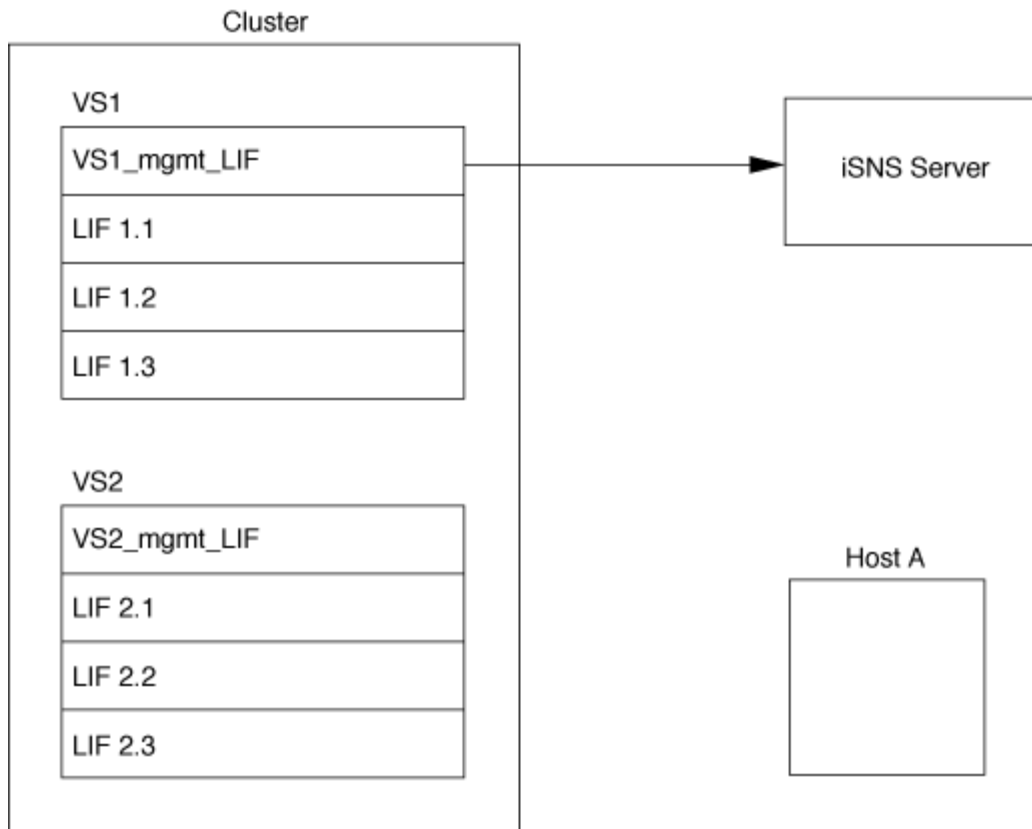 Cluster
VS1
VS1_mgmt_LIF
LIF 1.1
LIF 1.2
LIF 1.3
iSNS Server
VS2
VS2_mgmt_LIF
LIF 2.1
LIF 2.2
LIF 2.3
Host A